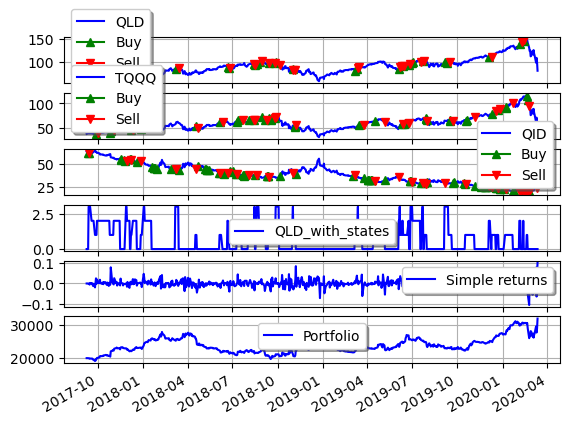 QLD
Buy
Sell
150
100
TQQQ
Buy
Sell
100
50
QID
Buy
Sell
50
25
QLD_with_states
2.5
0.0
Simple returns
0.1
0.0
−0.1
Portfolio
30000
20000
2017-10
2018-01
2018-04
2018-07
2018-10
2019-01
2019-04
2019-07
2019-10
2020-01
2020-04